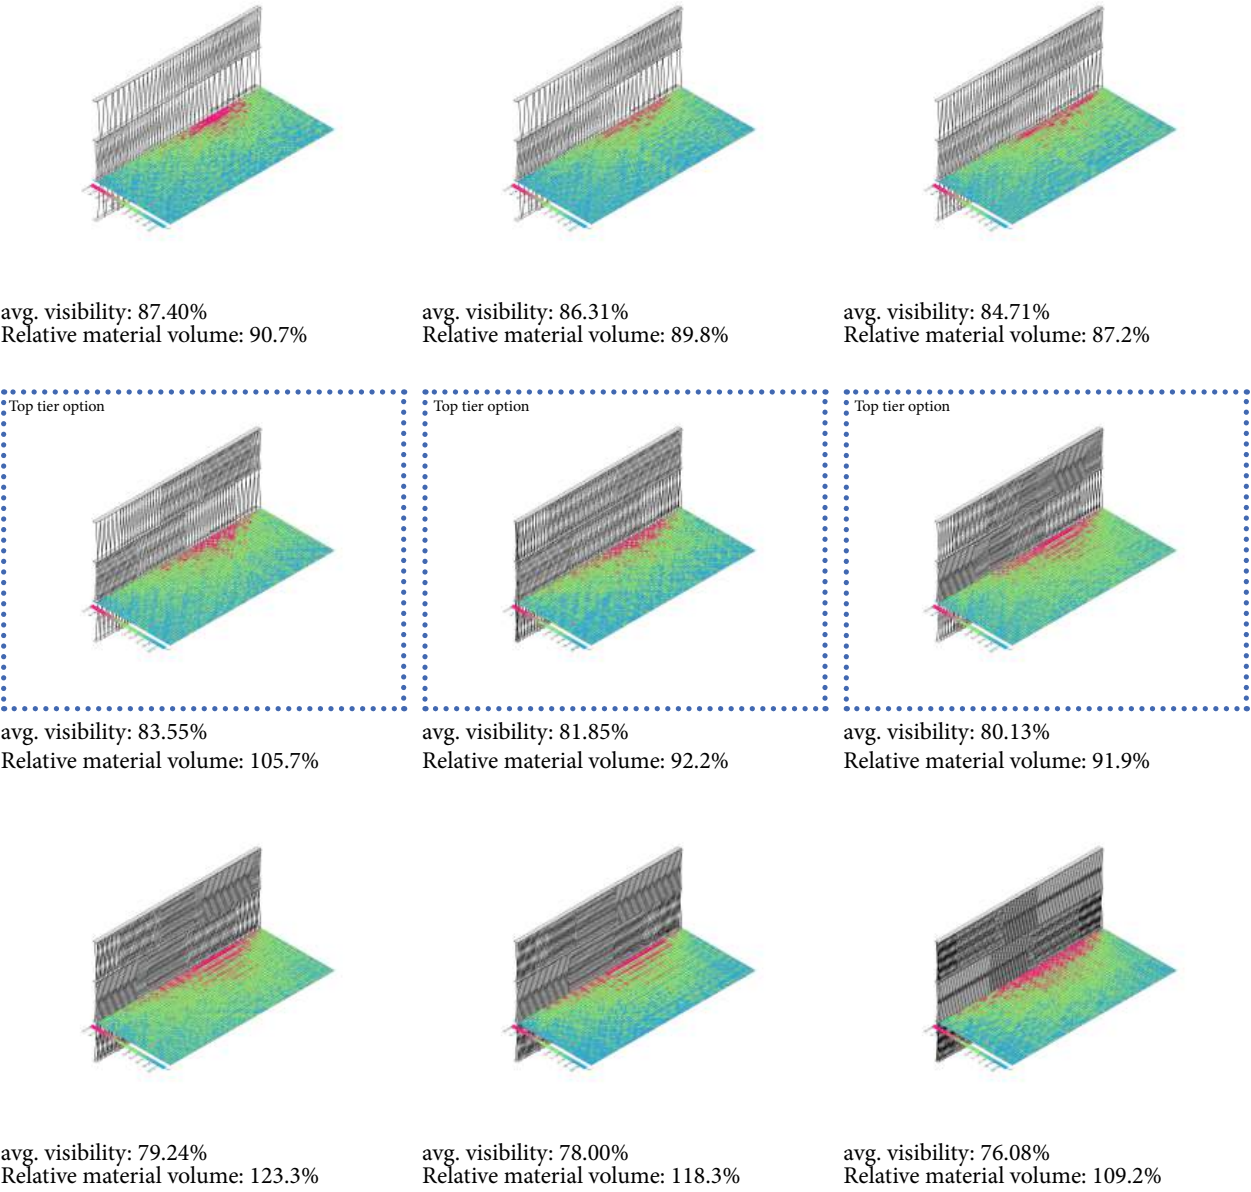 avg. visibility: 87.40%
Relative material volume: 90.7%
avg. visibility: 86.31%
Relative material volume: 89.8%
avg. visibility: 84.71%
Relative material volume: 87.2%
Top tier option
avg. visibility: 83.55%
Relative material volume: 105.7%
Top tier option
avg. visibility: 81.85%
Relative material volume: 92.2%
Top tier option
avg. visibility: 80.13%
Relative material volume: 91.9%
avg. visibility: 79.24%
Relative material volume: 123.3%
avg. visibility: 78.00%
Relative material volume: 118.3%
avg. visibility: 76.08%
Relative material volume: 109.2%